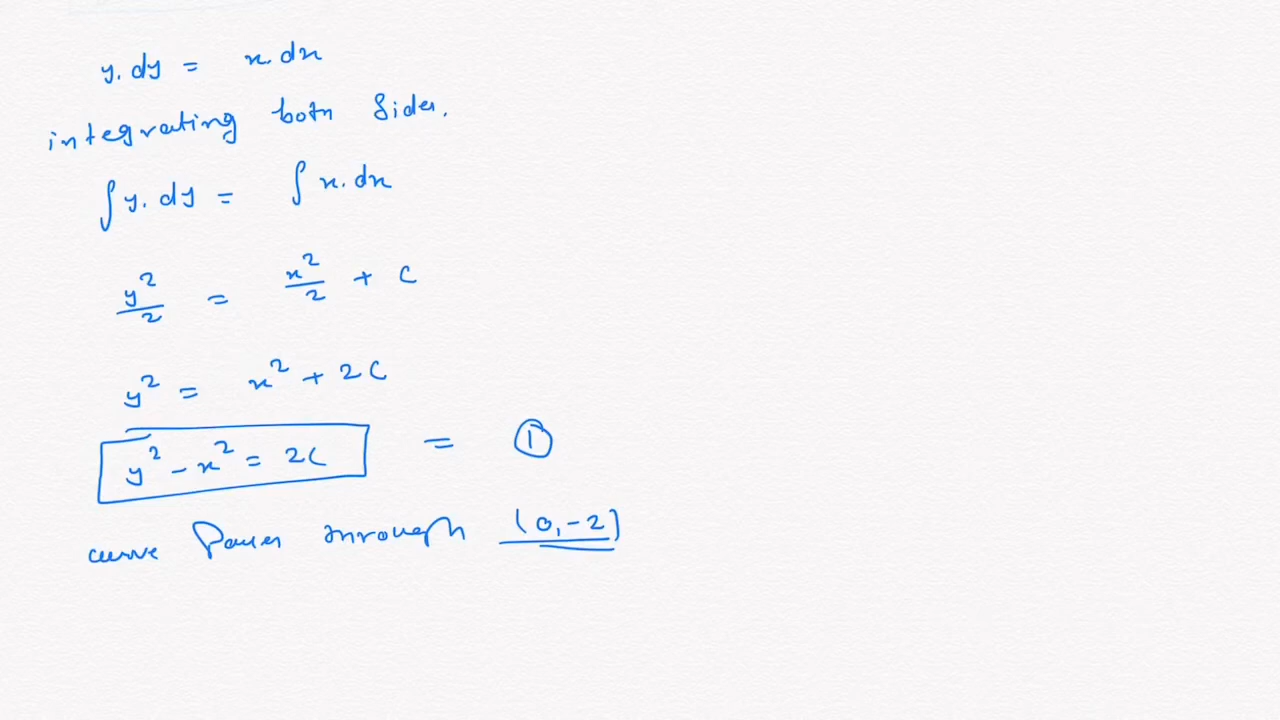 y. dy = x. dx
integrating both sides.
∫ y. dy = ∫ x. dx
y²/2 = x²/2 + C
y² = x² + 2C
y² - x² = 2C = ①
curve Passes through (0, -2)